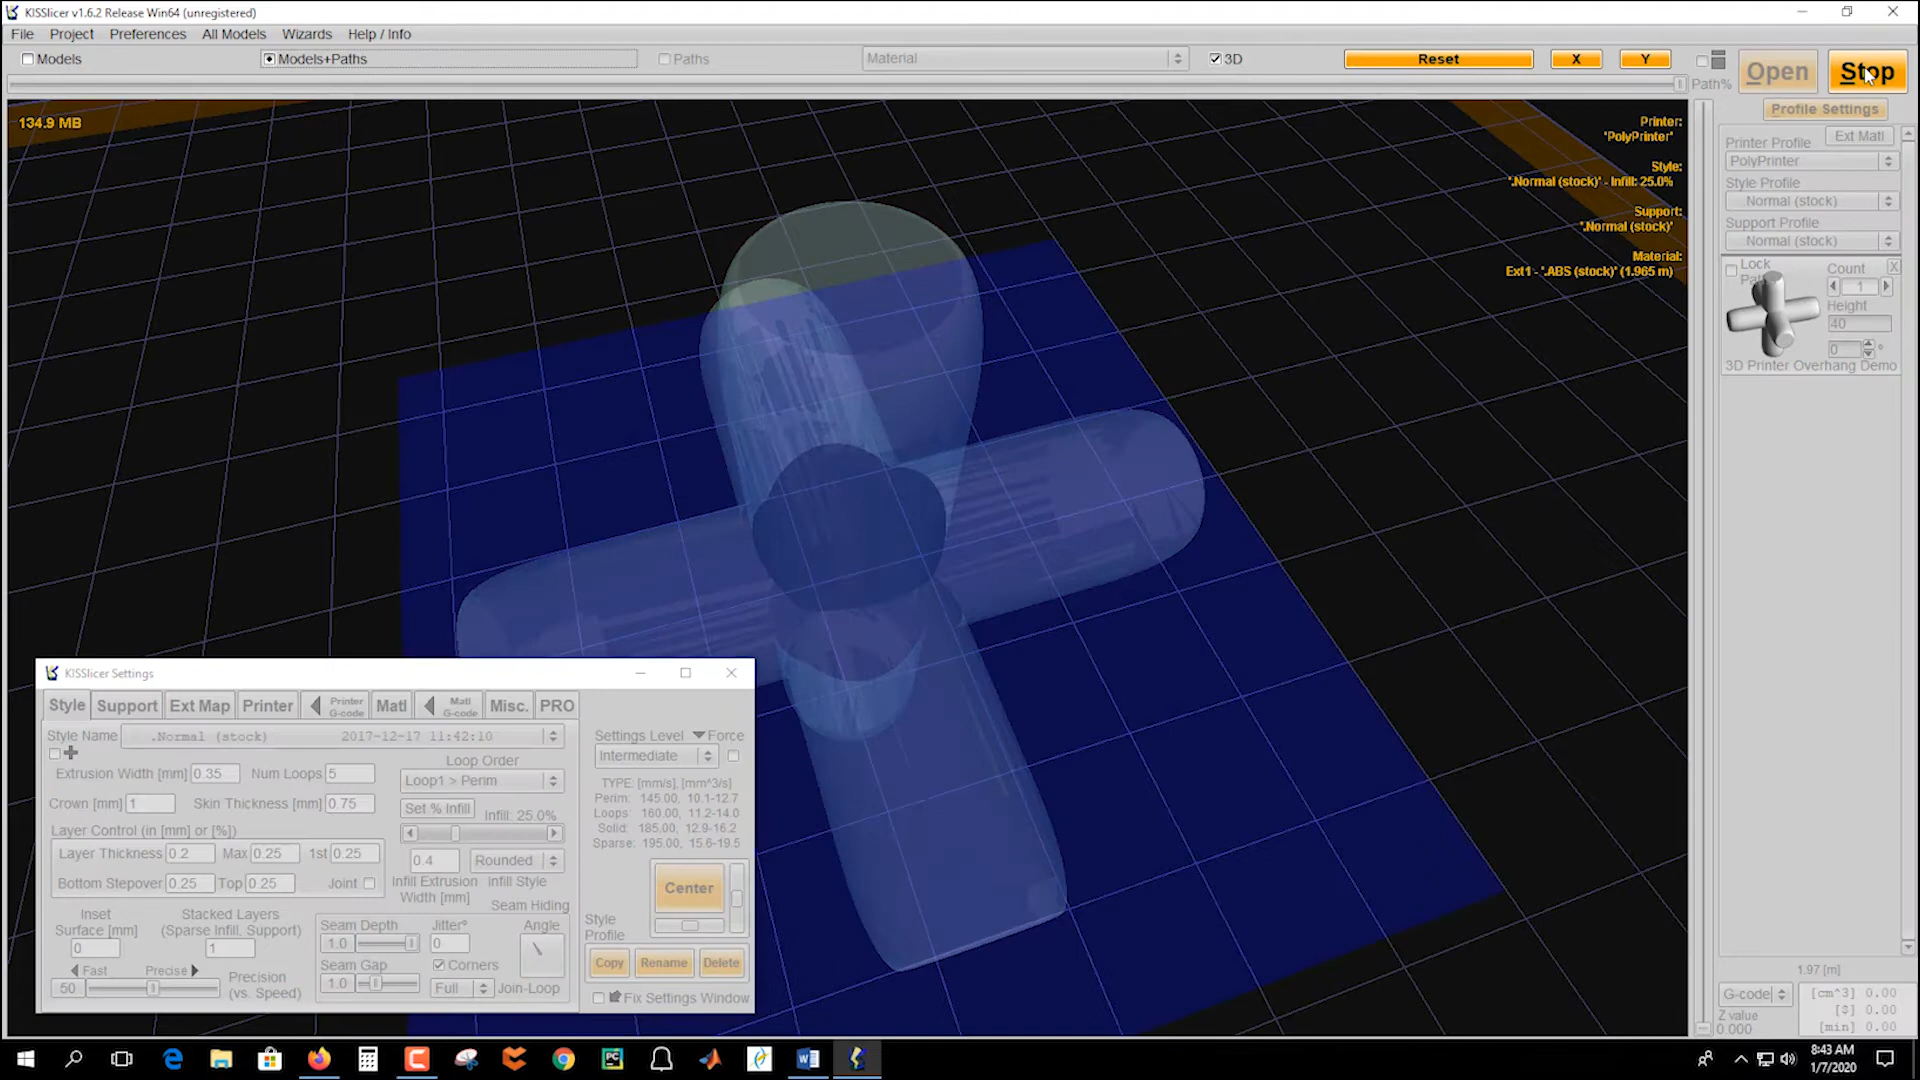 KISSlicer v1.6.2 Release Win64 (unregistered)
File Project Preferences All Models Wizards Help / Info
Models Models+Paths Paths Material 3D Reset X Y Open Stop
Path%
134.9 MB
Printer:
'PolyPrinter'
Style:
'.Normal (stock)' - Infill: 25.0%
Support:
'.Normal (stock)'
Material:
Ext1 - '.ABS (stock)' (1.965 m)
Profile Settings
Printer Profile Ext Matl
PolyPrinter
Style Profile
Normal (stock)
Support Profile
Normal (stock)
Lock Count X
1
Height
40
0 °
3D Printer Overhang Demo
1.97 [m]
G-code [cm^3] 0.00
Z value [$] 0.00
0.000 [min] 0.00
KISSlicer Settings
Style Support Ext Map Printer Printer G-code Matl Matl G-code Misc. PRO
Style Name .Normal (stock) 2017-12-17 11:42:10
Extrusion Width [mm] 0.35 Num Loops 5
Crown [mm] 1 Skin Thickness [mm] 0.75
Layer Control (in [mm] or [%])
Layer Thickness 0.2 Max 0.25 1st 0.25
Bottom Stepover 0.25 Top 0.25 Joint
Inset
Surface [mm]
0
Stacked Layers
(Sparse Infill, Support)
1
Fast Precise
50
Precision
(vs. Speed)
Loop Order
Loop1 > Perim
Set % Infill Infill: 25.0%
0.4 Rounded
Infill Extrusion
Width [mm]
Infill Style
Seam Hiding
Seam Depth Jitter° Angle
1.0 0
Seam Gap Corners
1.0 Full Join-Loop
Settings Level Force
Intermediate
TYPE: [mm/s], [mm^3/s]
Perim: 145.00, 10.1-12.7
Loops: 160.00, 11.2-14.0
Solid: 185.00, 12.9-16.2
Sparse: 195.00, 15.6-19.5
Center
Style
Profile
Copy Rename Delete
Fix Settings Window
8:43 AM
1/7/2020